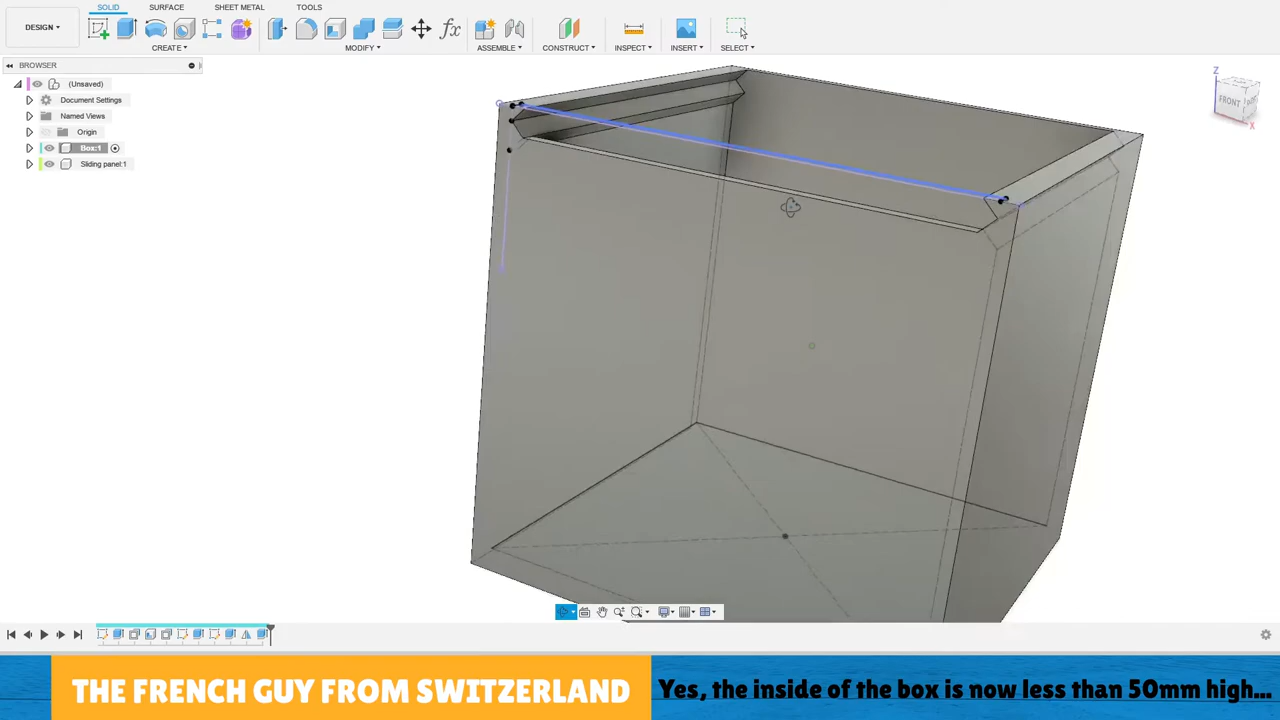 SOLID SURFACE SHEET METAL TOOLS
DESIGN
CREATE MODIFY ASSEMBLE CONSTRUCT INSPECT INSERT SELECT
fx
BROWSER
(Unsaved)
Document Settings
Named Views
Origin
Box:1
Sliding panel:1
Z
FRONT
X
THE FRENCH GUY FROM SWITZERLAND
Yes, the inside of the box is now less than 50mm high...